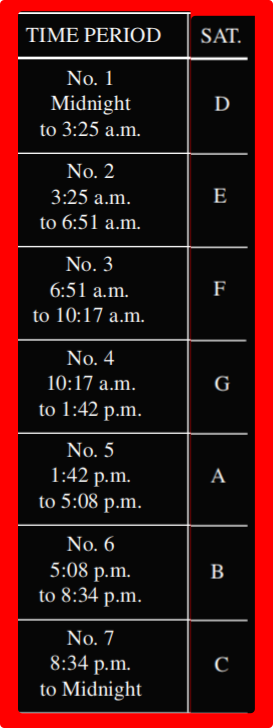 TIME PERIOD SAT.
No. 1
Midnight D
to 3:25 a.m.
No. 2
3:25 a.m. E
to 6:51 a.m.
No. 3
6:51 a.m. F
to 10:17 a.m.
No. 4
10:17 a.m. G
to 1:42 p.m.
No. 5
1:42 p.m. A
to 5:08 p.m.
No. 6
5:08 p.m. B
to 8:34 p.m.
No. 7
8:34 p.m. C
to Midnight